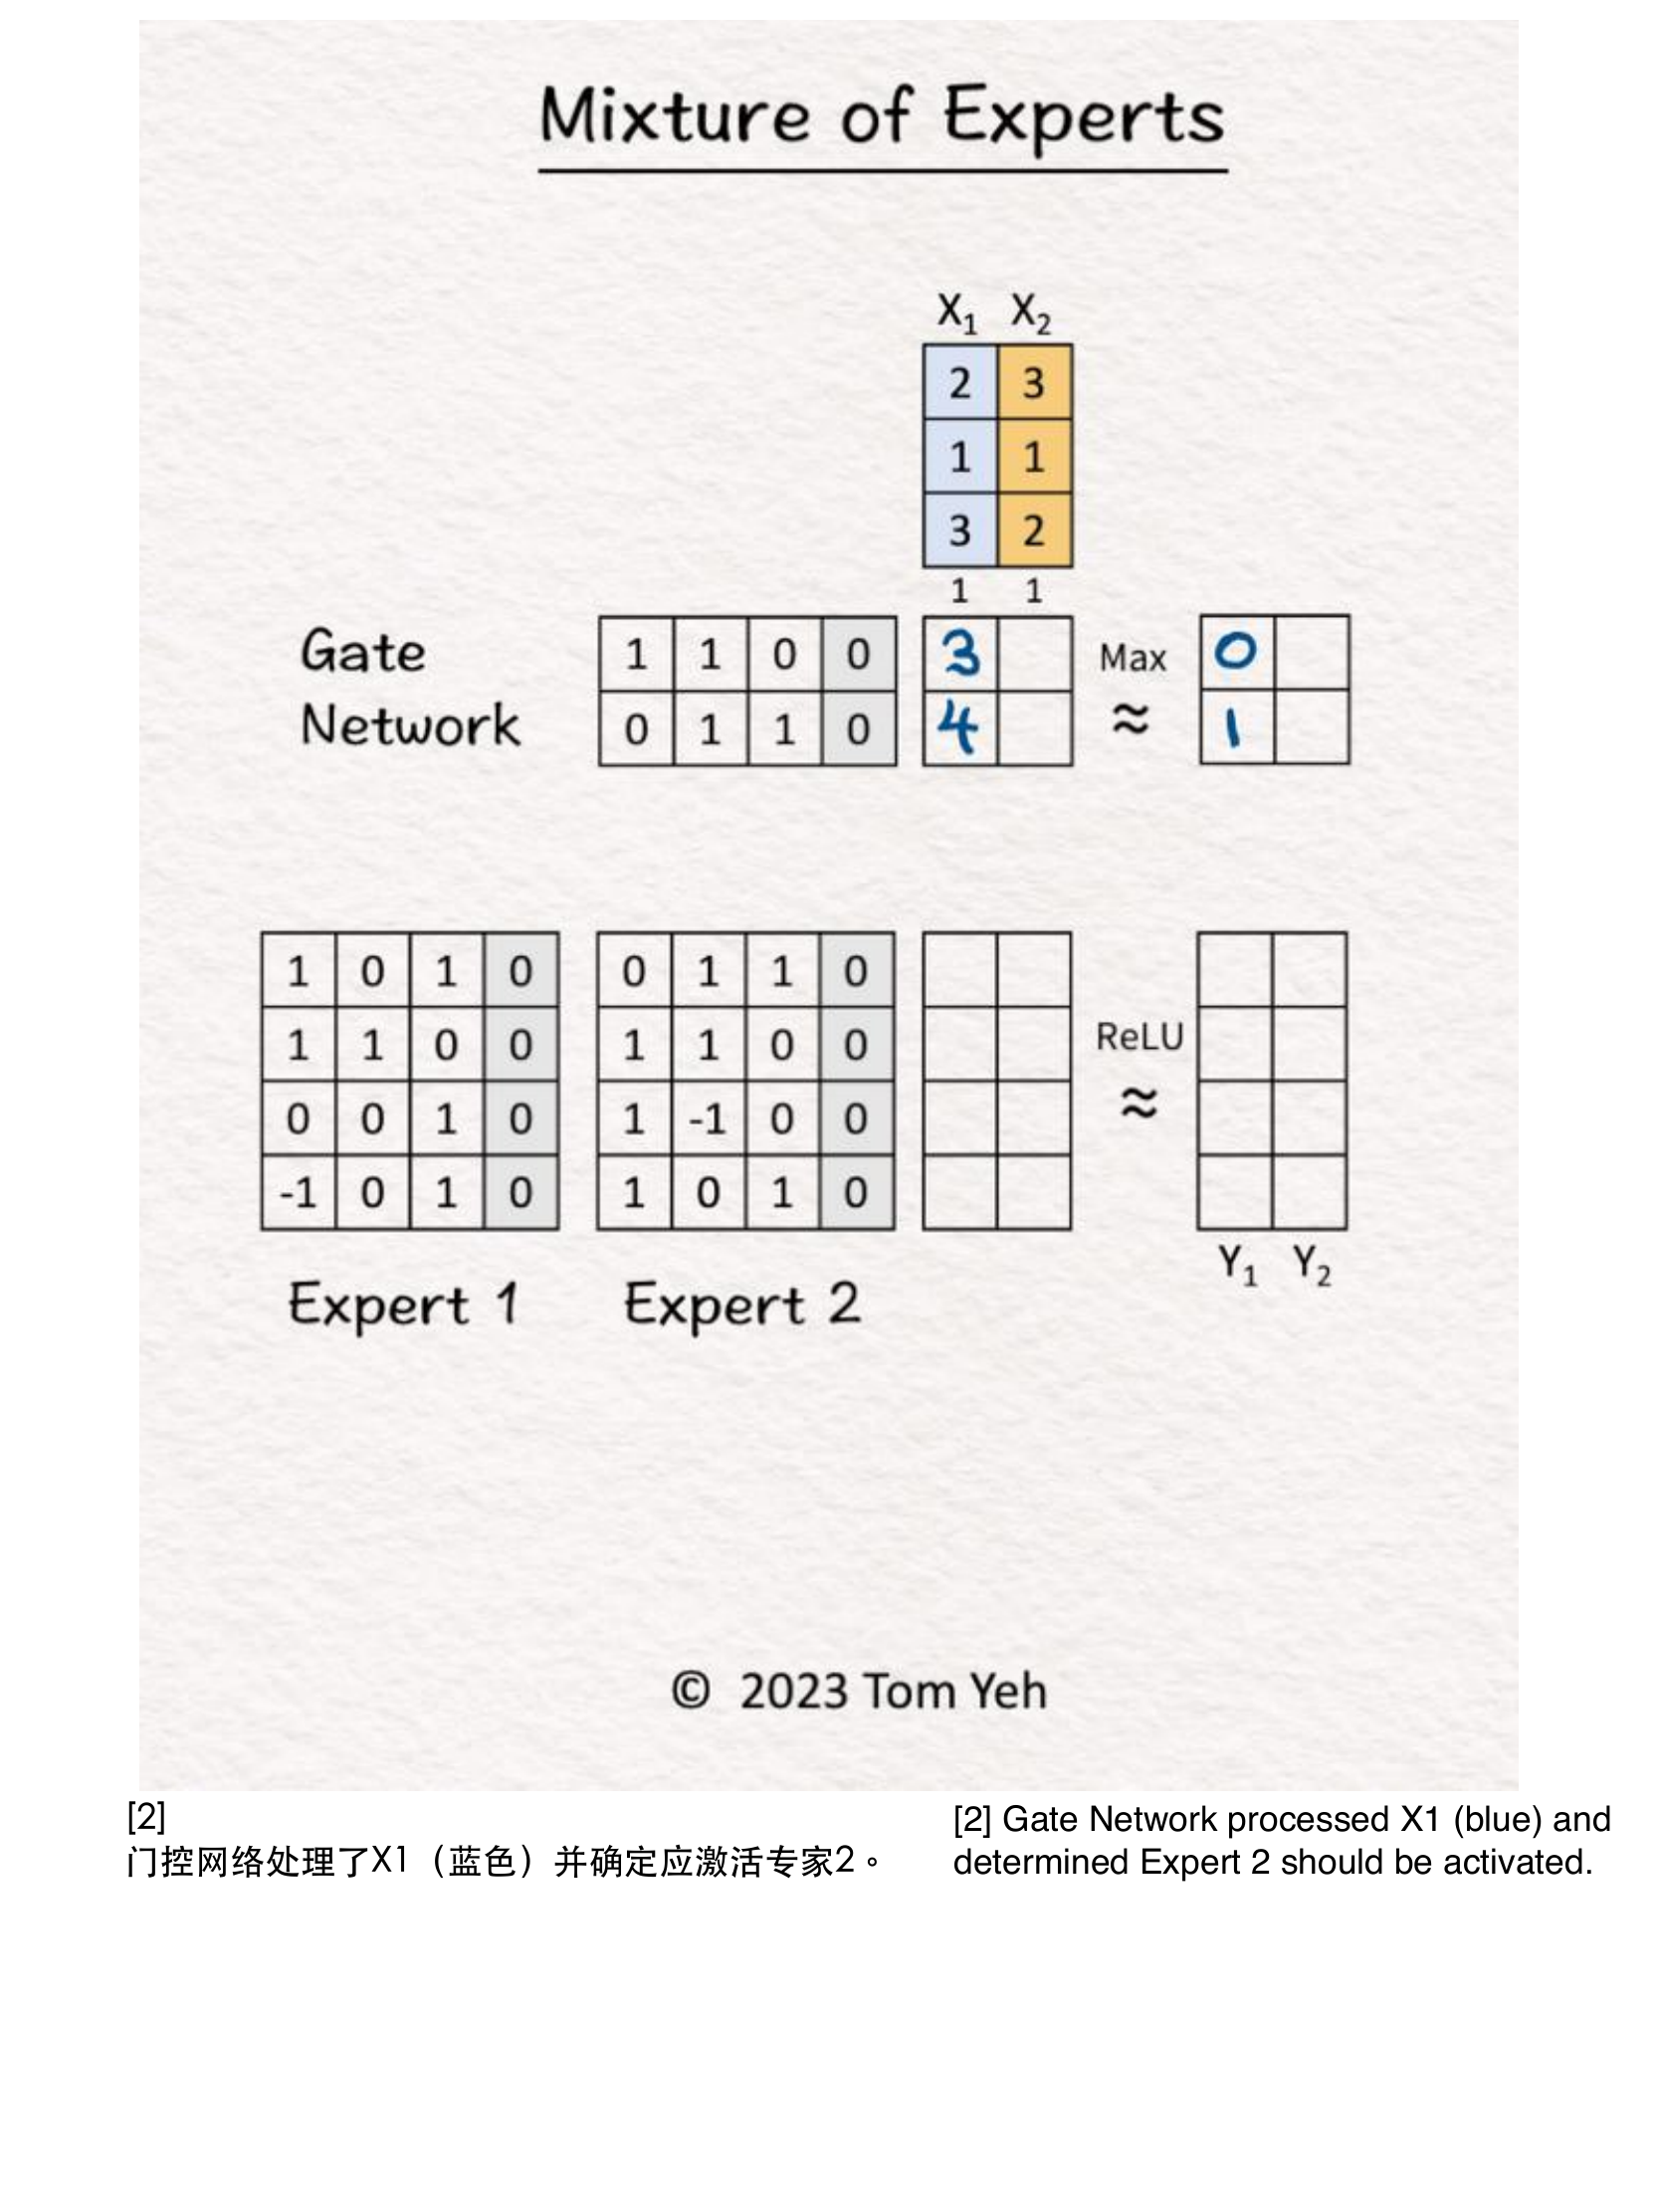 Mixture of Experts
X₁ X₂
2 3
1 1
3 2
1 1
Gate
Network
1 1 0 0
0 1 1 0
3
4
Max
≈
0
1
1 0 1 0
1 1 0 0
0 0 1 0
-1 0 1 0
Expert 1
0 1 1 0
1 1 0 0
1 -1 0 0
1 0 1 0
Expert 2
ReLU
≈
Y₁ Y₂
© 2023 Tom Yeh
[2]
门控网络处理了X1（蓝色）并确定应激活专家2。
[2] Gate Network processed X1 (blue) and
determined Expert 2 should be activated.